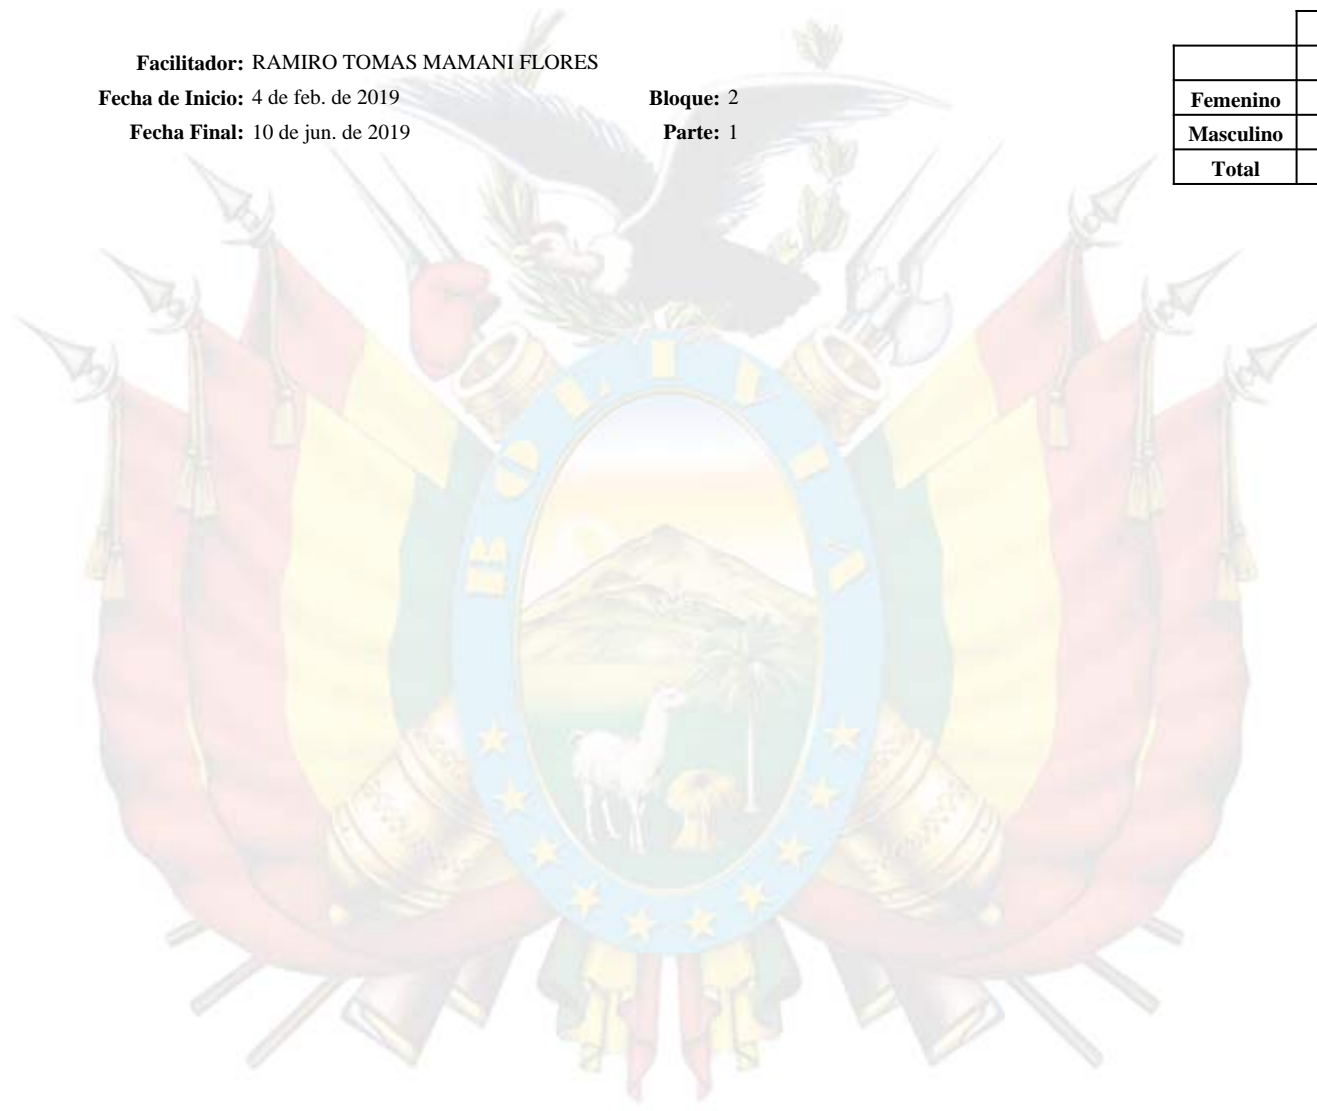 Facilitador: RAMIRO TOMAS MAMANI FLORES
Fecha de Inicio: 4 de feb. de 2019 Bloque: 2
Fecha Final: 10 de jun. de 2019 Parte: 1
Femenino
Masculino
Total
BOLIVIA